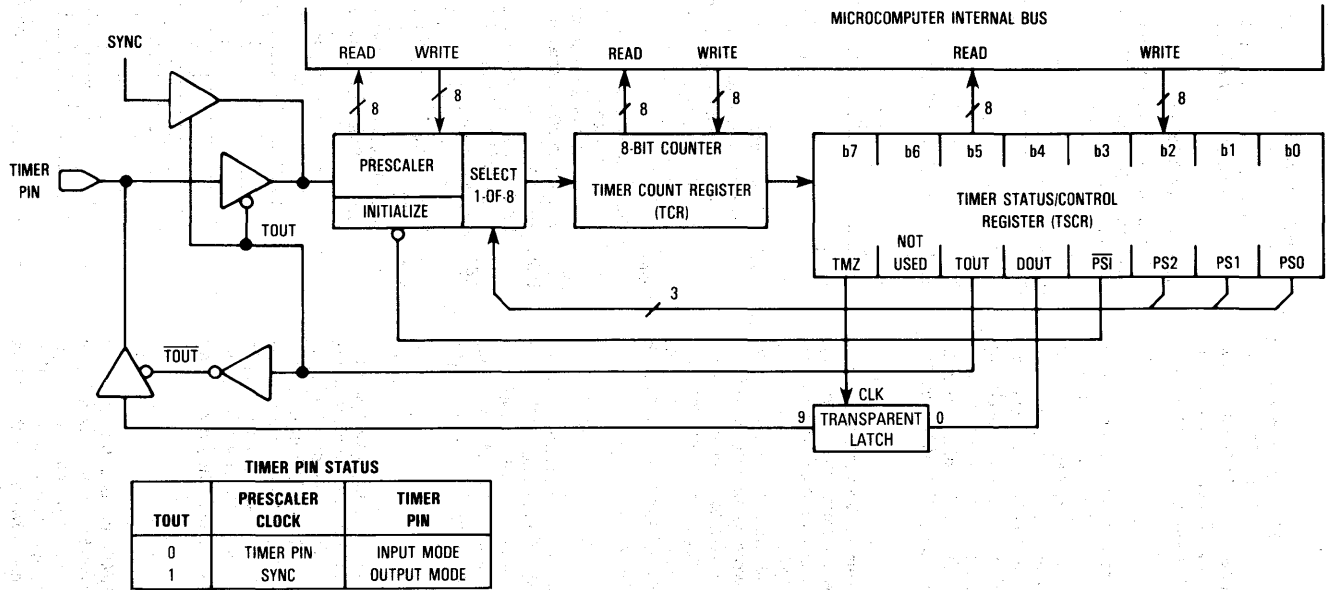 MICROCOMPUTER INTERNAL BUS
SYNC
READ
WRITE
READ
WRITE
READ
WRITE
8
8
8
8
8
8
TIMER
PIN
PRESCALER
INITIALIZE
SELECT
1-OF-8
8-BIT COUNTER
TIMER COUNT REGISTER
(TCR)
b7 b6 b5 b4 b3 b2 b1 b0
TIMER STATUS/CONTROL
REGISTER (TSCR)
TMZ
NOT
USED
TOUT
DOUT
P̅S̅I̅
PS2
PS1
PS0
TOUT
3
T̅O̅U̅T̅
CLK
9
TRANSPARENT
LATCH
0
TIMER PIN STATUS
TOUT
PRESCALER
CLOCK
TIMER
PIN
0 TIMER PIN INPUT MODE
1 SYNC OUTPUT MODE